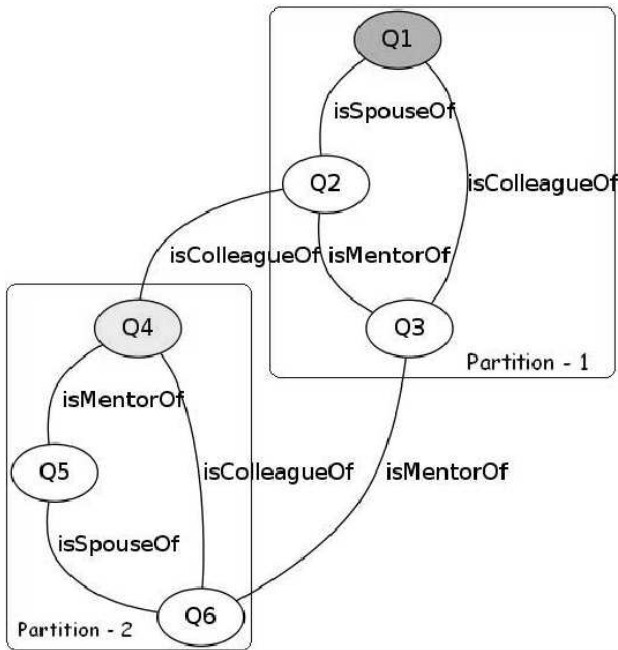 Q1
isSpouseOf
Q2
isColleagueOf
isColleagueOf
isMentorOf
Q4
Q3
Partition - 1
isMentorOf
Q5
isColleagueOf
isMentorOf
isSpouseOf
Q6
Partition - 2